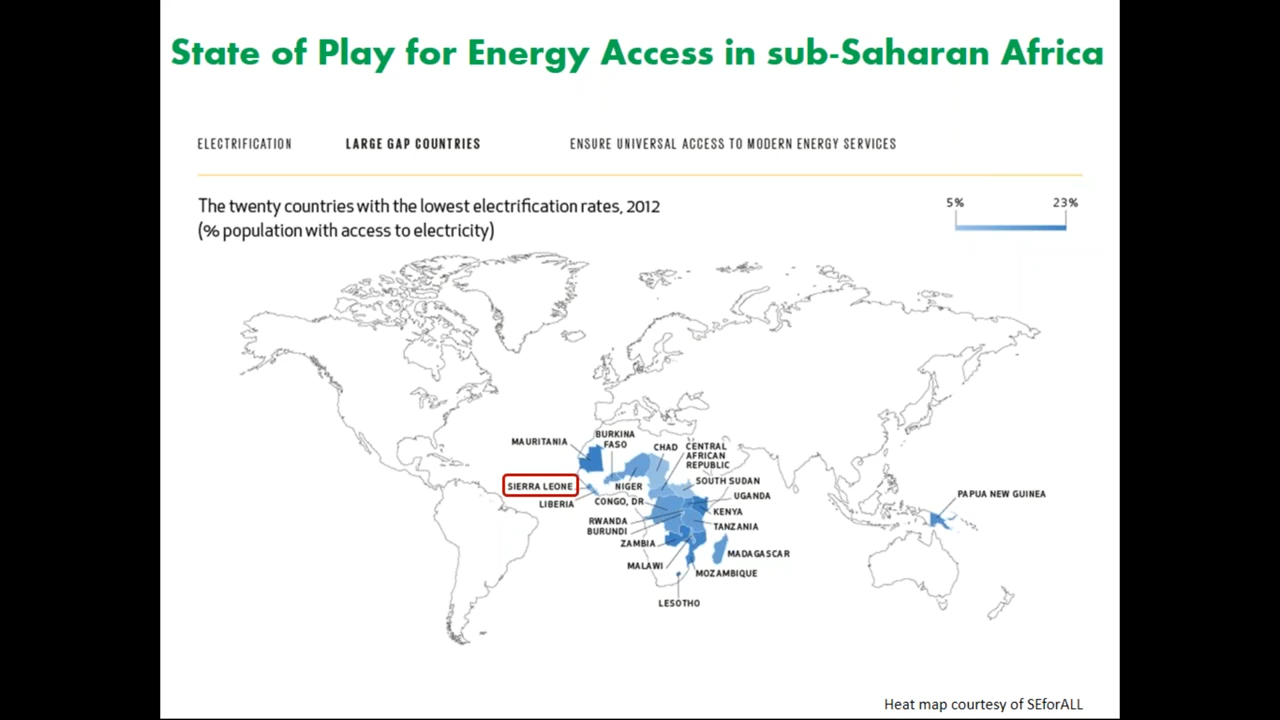 State of Play for Energy Access in sub-Saharan Africa
ELECTRIFICATION LARGE GAP COUNTRIES ENSURE UNIVERSAL ACCESS TO MODERN ENERGY SERVICES
The twenty countries with the lowest electrification rates, 2012
(% population with access to electricity)
5% 23%
MAURITANIA
BURKINA
FASO
CHAD
CENTRAL
AFRICAN
REPUBLIC
SIERRA LEONE
NIGER
SOUTH SUDAN
LIBERIA
CONGO, DR
UGANDA
PAPUA NEW GUINEA
KENYA
RWANDA
BURUNDI
TANZANIA
ZAMBIA
MADAGASCAR
MALAWI
MOZAMBIQUE
LESOTHO
Heat map courtesy of SEforALL